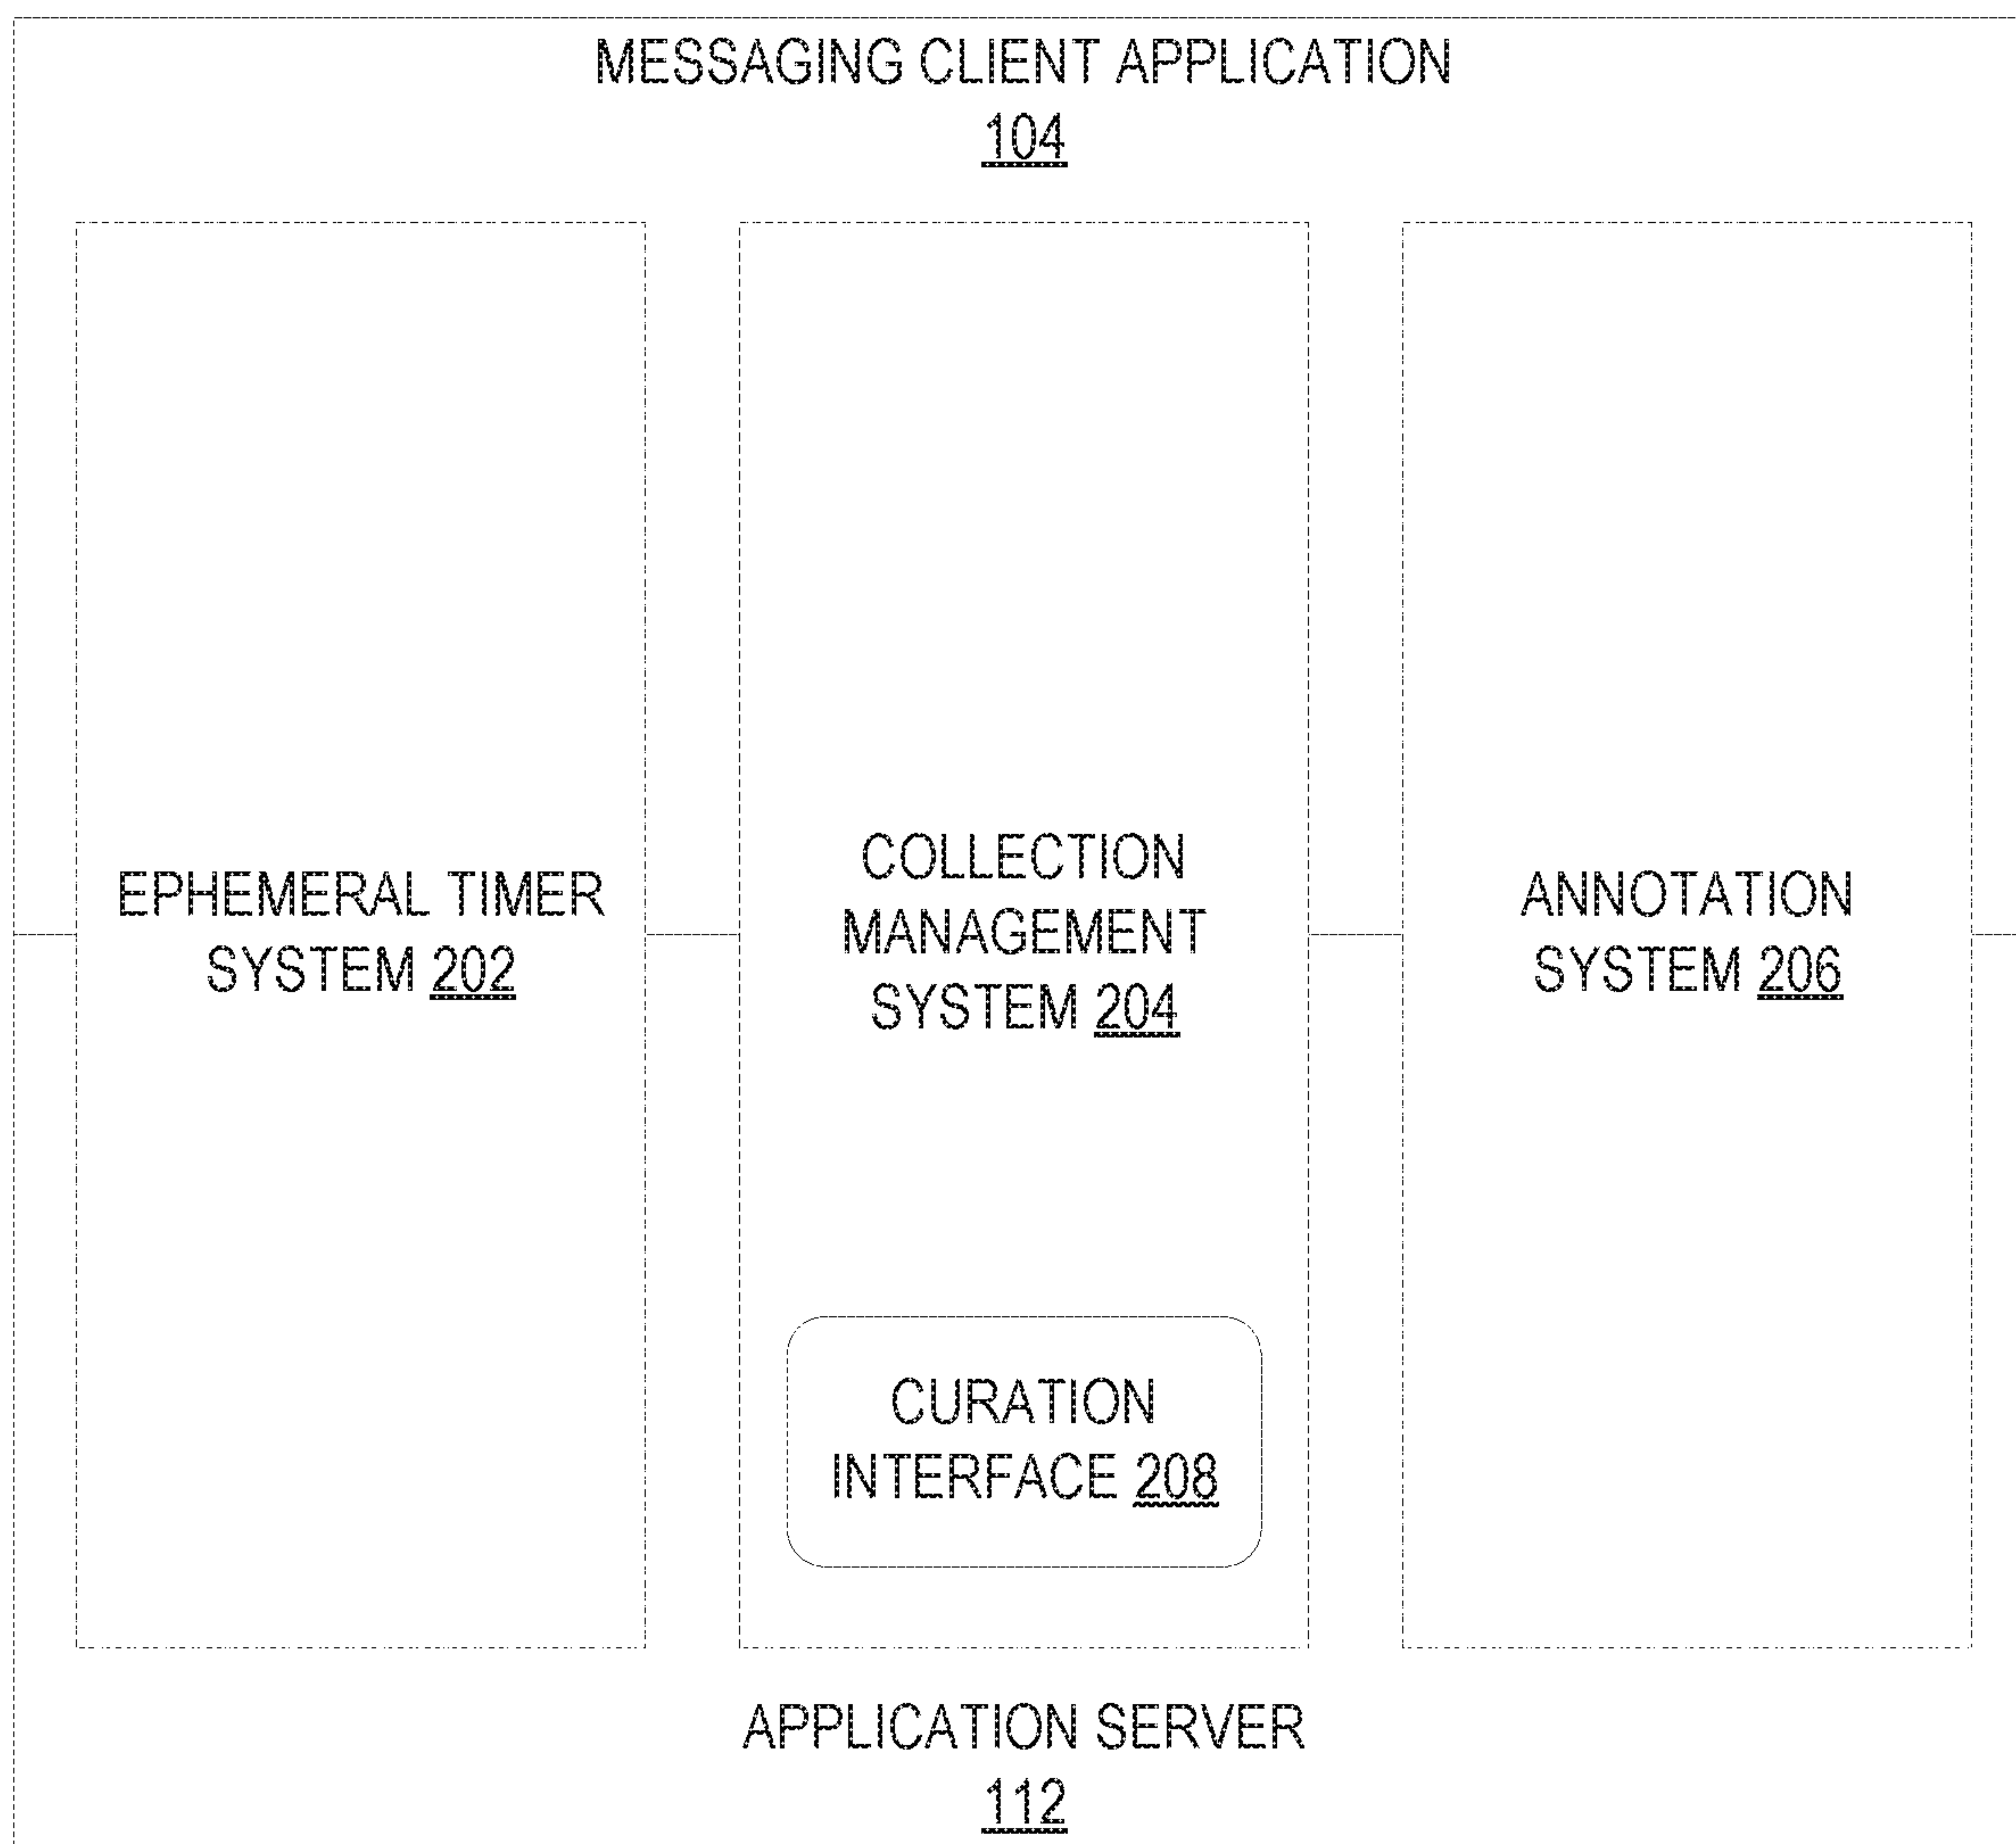 MESSAGING CLIENT APPLICATION
104
EPHEMERAL TIMER
SYSTEM 202
COLLECTION
MANAGEMENT
SYSTEM 204
ANNOTATION
SYSTEM 206
CURATION
INTERFACE 208
APPLICATION SERVER
112